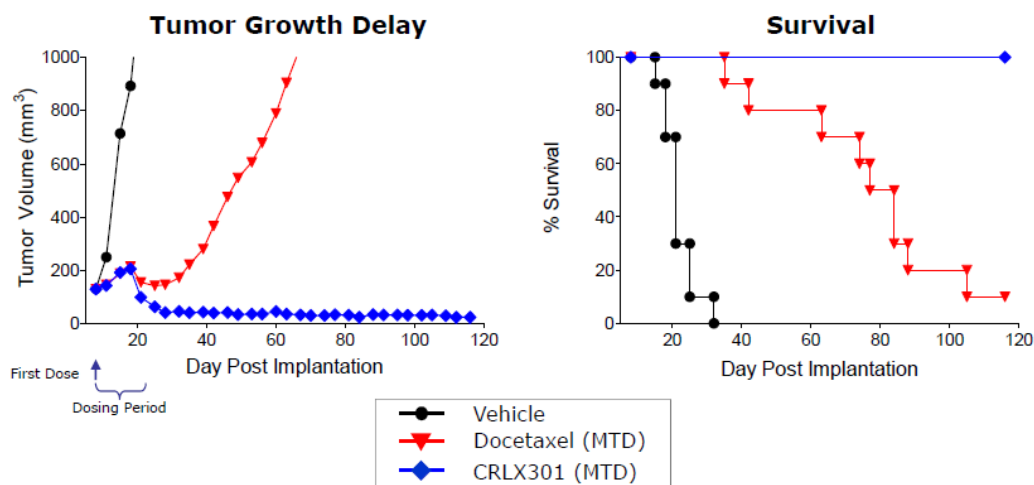 Tumor Growth Delay
Tumor Volume (mm³)
1000
800
600
400
200
0
20
40
60
80
100
120
Day Post Implantation
First Dose
Dosing Period
Survival
% Survival
100
80
60
40
20
0
20
40
60
80
100
120
Day Post Implantation
Vehicle
Docetaxel (MTD)
CRLX301 (MTD)